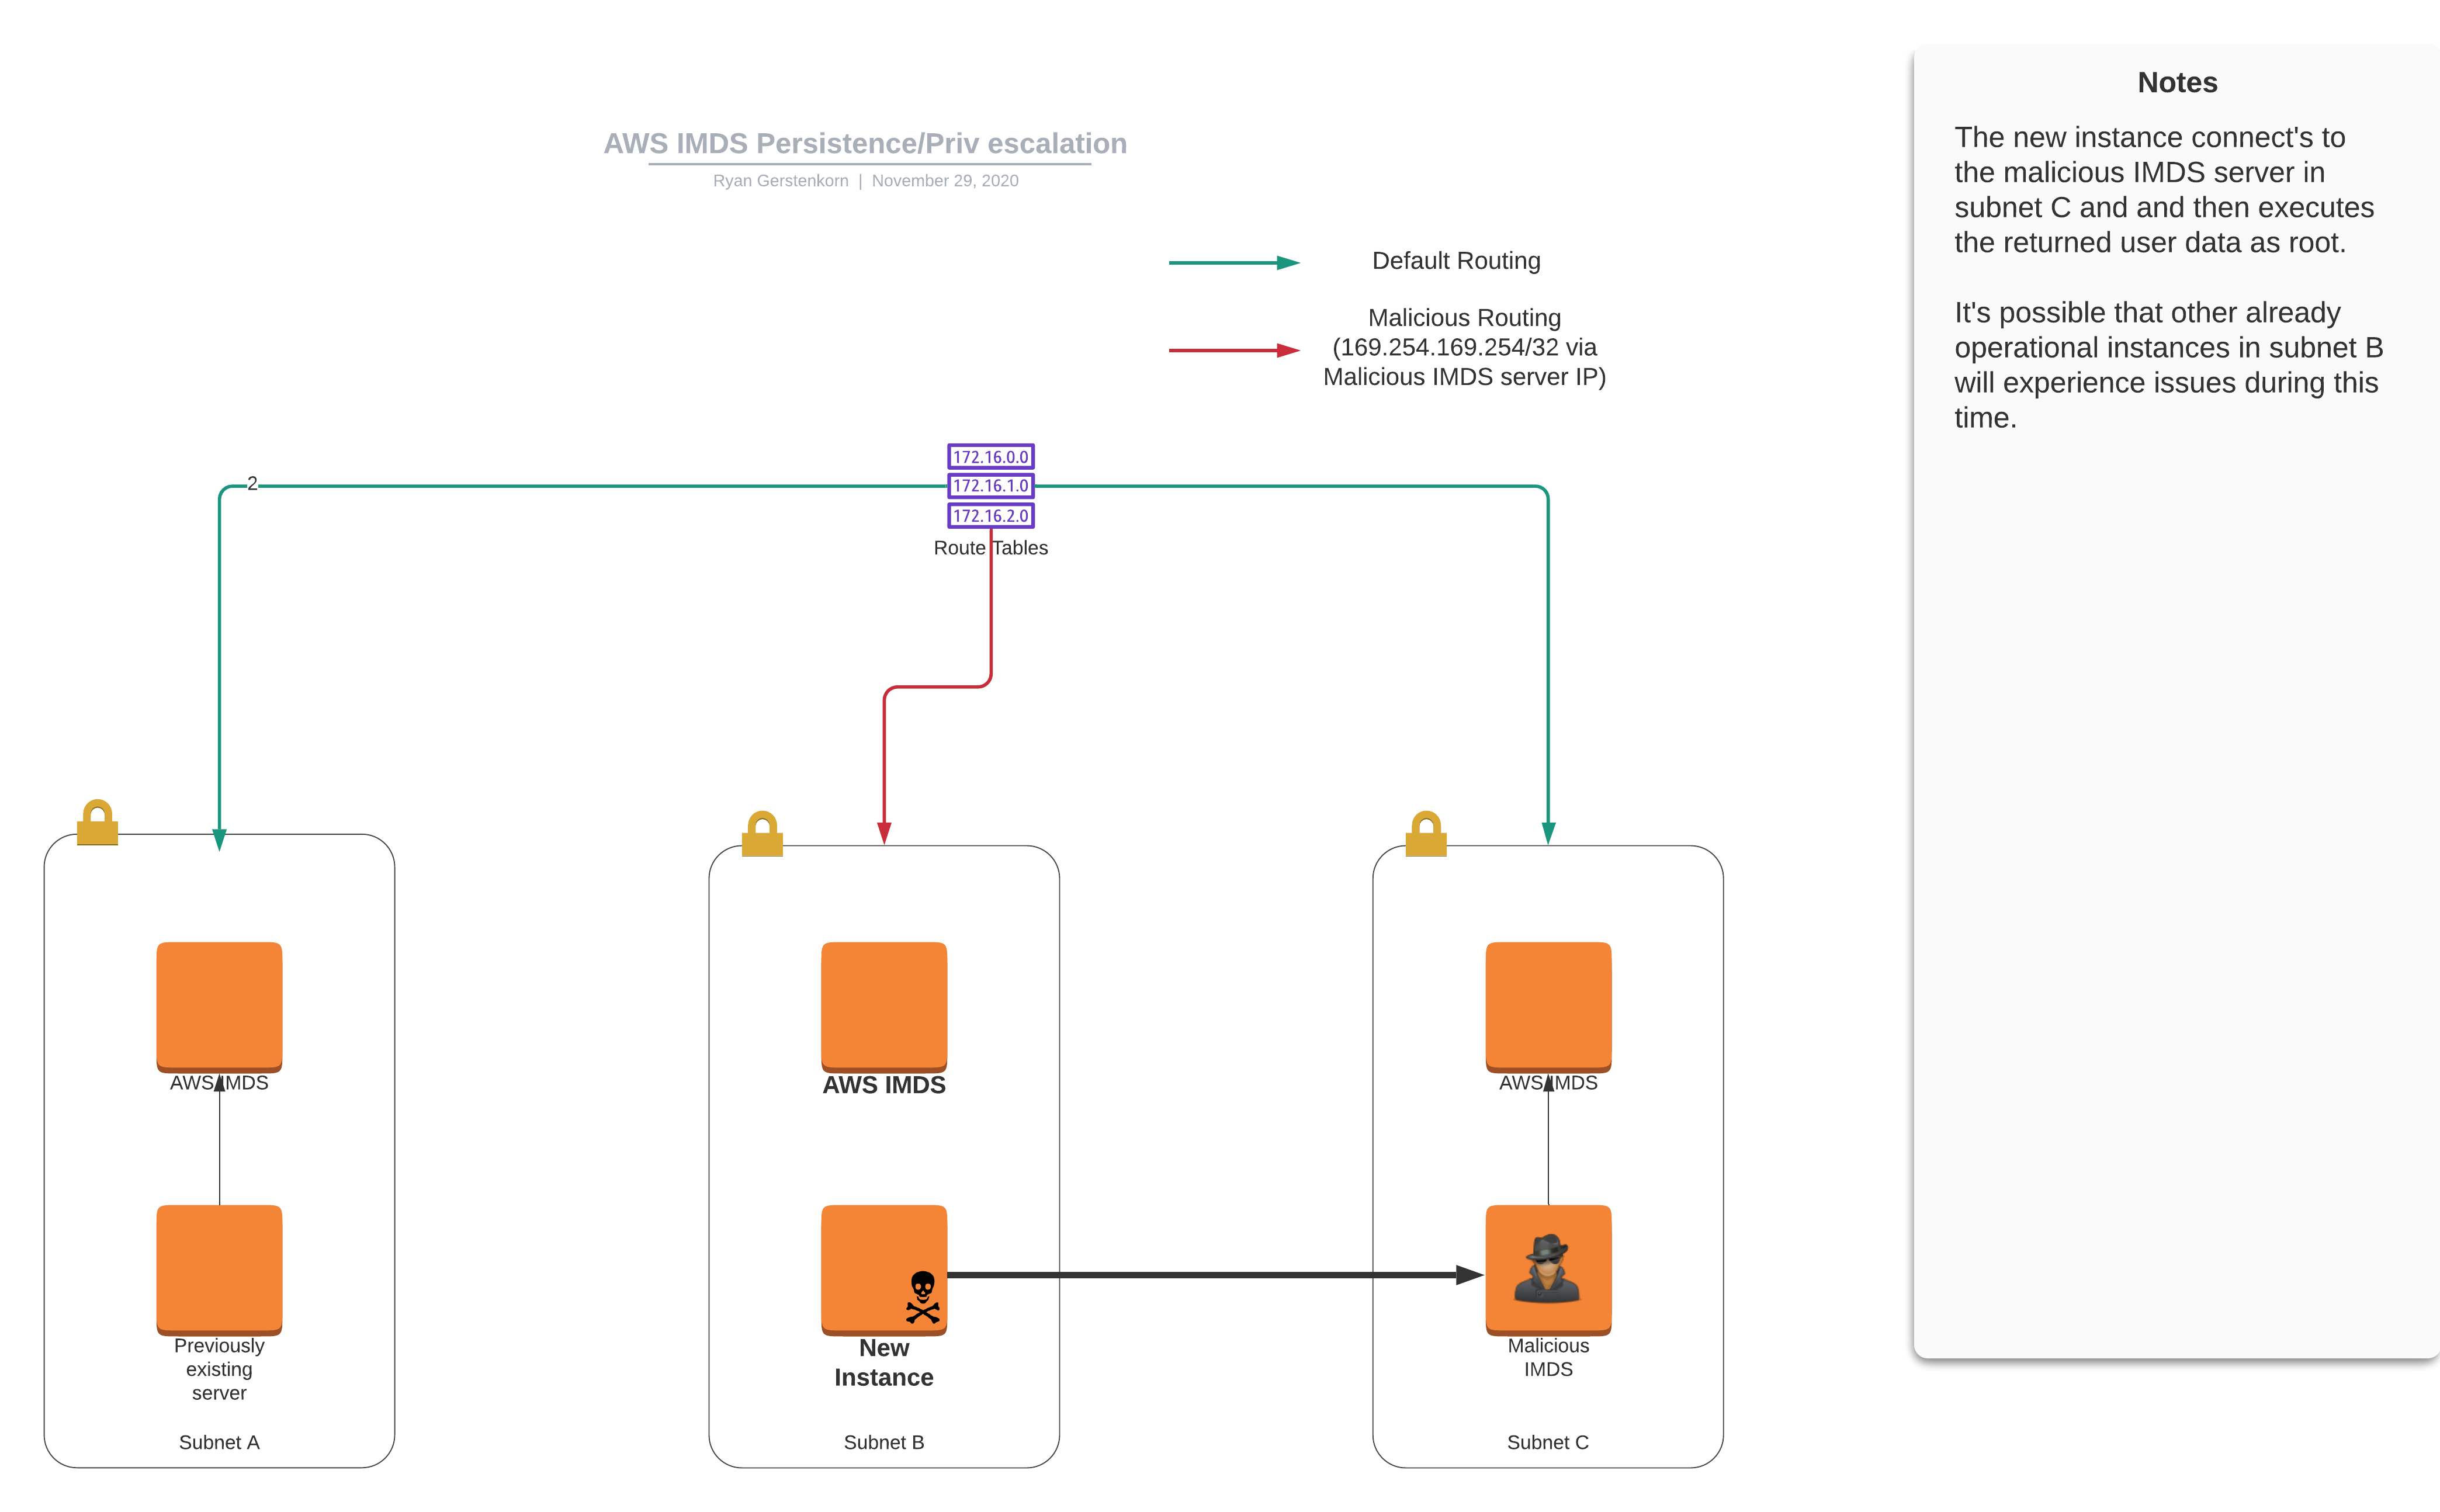 AWS IMDS Persistence/Priv escalation
Ryan Gerstenkorn | November 29, 2020
Default Routing
Malicious Routing
(169.254.169.254/32 via
Malicious IMDS server IP)
172.16.0.0
172.16.1.0
172.16.2.0
Route Tables
2
AWS IMDS
Previously
existing
server
Subnet A
AWS IMDS
New
Instance
Subnet B
AWS IMDS
Malicious
IMDS
Subnet C
Notes
The new instance connect's to
the malicious IMDS server in
subnet C and and then executes
the returned user data as root.
It's possible that other already
operational instances in subnet B
will experience issues during this
time.